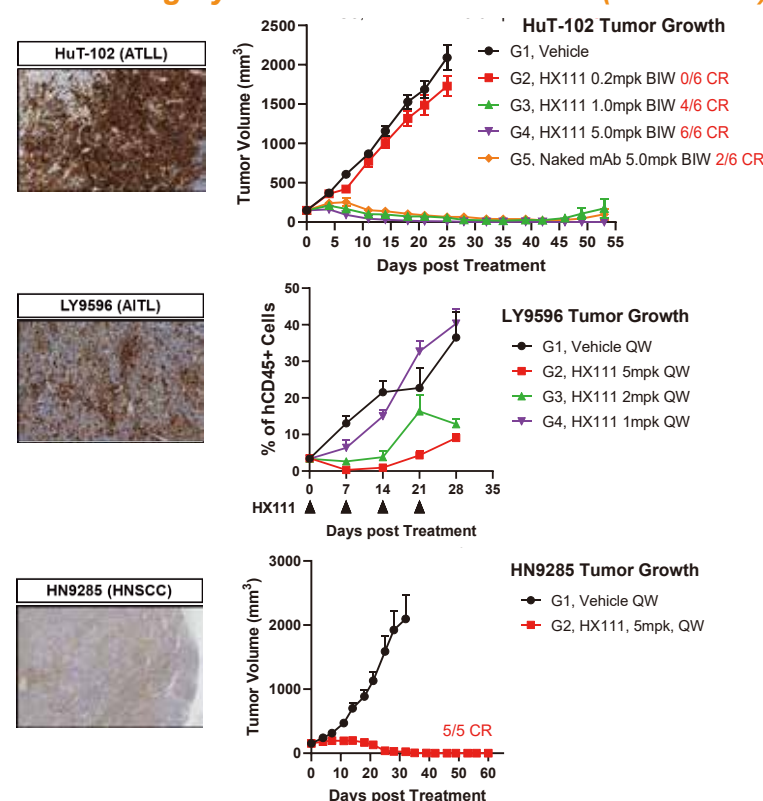 HuT-102 (ATLL)
HuT-102 Tumor Growth
Tumor Volume (mm3)
2500
2000
1500
1000
500
0
0 5 10 15 20 25 30 35 40 45 50 55
Days post Treatment
G1, Vehicle
G2, HX111 0.2mpk BIW 0/6 CR
G3, HX111 1.0mpk BIW 4/6 CR
G4, HX111 5.0mpk BIW 6/6 CR
G5, Naked mAb 5.0mpk BIW 2/6 CR
LY9596 (AITL)
LY9596 Tumor Growth
% of hCD45+ Cells
50
40
30
20
10
0
0 7 14 21 28 35
HX111
Days post Treatment
G1, Vehicle QW
G2, HX111 5mpk QW
G3, HX111 2mpk QW
G4, HX111 1mpk QW
HN9285 (HNSCC)
HN9285 Tumor Growth
Tumor Volume (mm3)
3000
2000
1000
0
0 10 20 30 40 50 60
Days post Treatment
G1, Vehicle QW
G2, HX111, 5mpk, QW
5/5 CR